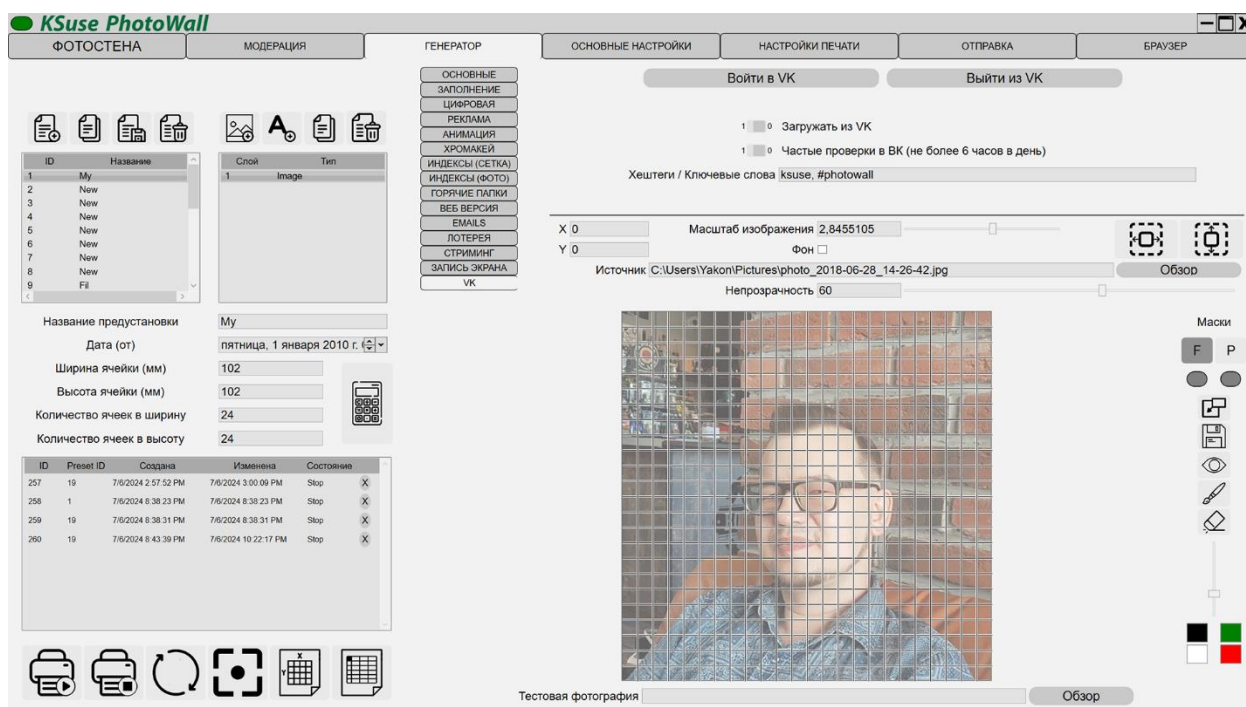 KSuse PhotoWall
ФОТОСТЕНА МОДЕРАЦИЯ ГЕНЕРАТОР ОСНОВНЫЕ НАСТРОЙКИ НАСТРОЙКИ ПЕЧАТИ ОТПРАВКА БРАУЗЕР
ID Название
1 My
2 New
3 New
4 New
5 New
6 New
7 New
8 New
9 Fil
Слой Тип
1 Image
Название предустановки My
Дата (от) пятница, 1 января 2010 г.
Ширина ячейки (мм) 102
Высота ячейки (мм) 102
Количество ячеек в ширину 24
Количество ячеек в высоту 24
ID Preset ID Создана Изменена Состояние
257 19 7/6/2024 2:57:52 PM 7/6/2024 3:00:09 PM Stop X
258 1 7/6/2024 8:38:23 PM 7/6/2024 8:38:23 PM Stop X
259 19 7/6/2024 8:38:31 PM 7/6/2024 8:38:31 PM Stop X
260 19 7/6/2024 8:43:39 PM 7/6/2024 10:22:17 PM Stop X
ОСНОВНЫЕ
ЗАПОЛНЕНИЕ
ЦИФРОВАЯ
РЕКЛАМА
АНИМАЦИЯ
ХРОМАКЕЙ
ИНДЕКСЫ (СЕТКА)
ИНДЕКСЫ (ФОТО)
ГОРЯЧИЕ ПАПКИ
ВЕБ ВЕРСИЯ
EMAILS
ЛОТЕРЕЯ
СТРИМИНГ
ЗАПИСЬ ЭКРАНА
VK
Войти в VK Выйти из VK
1 0 Загружать из VK
1 0 Частые проверки в ВК (не более 6 часов в день)
Хештеги / Ключевые слова ksuse, #photowall
X 0 Масштаб изображения 2,8455105
Y 0 Фон
Источник C:\Users\Yakon\Pictures\photo_2018-06-28_14-26-42.jpg Обзор
Непрозрачность 60
Маски
F P
Тестовая фотография Обзор